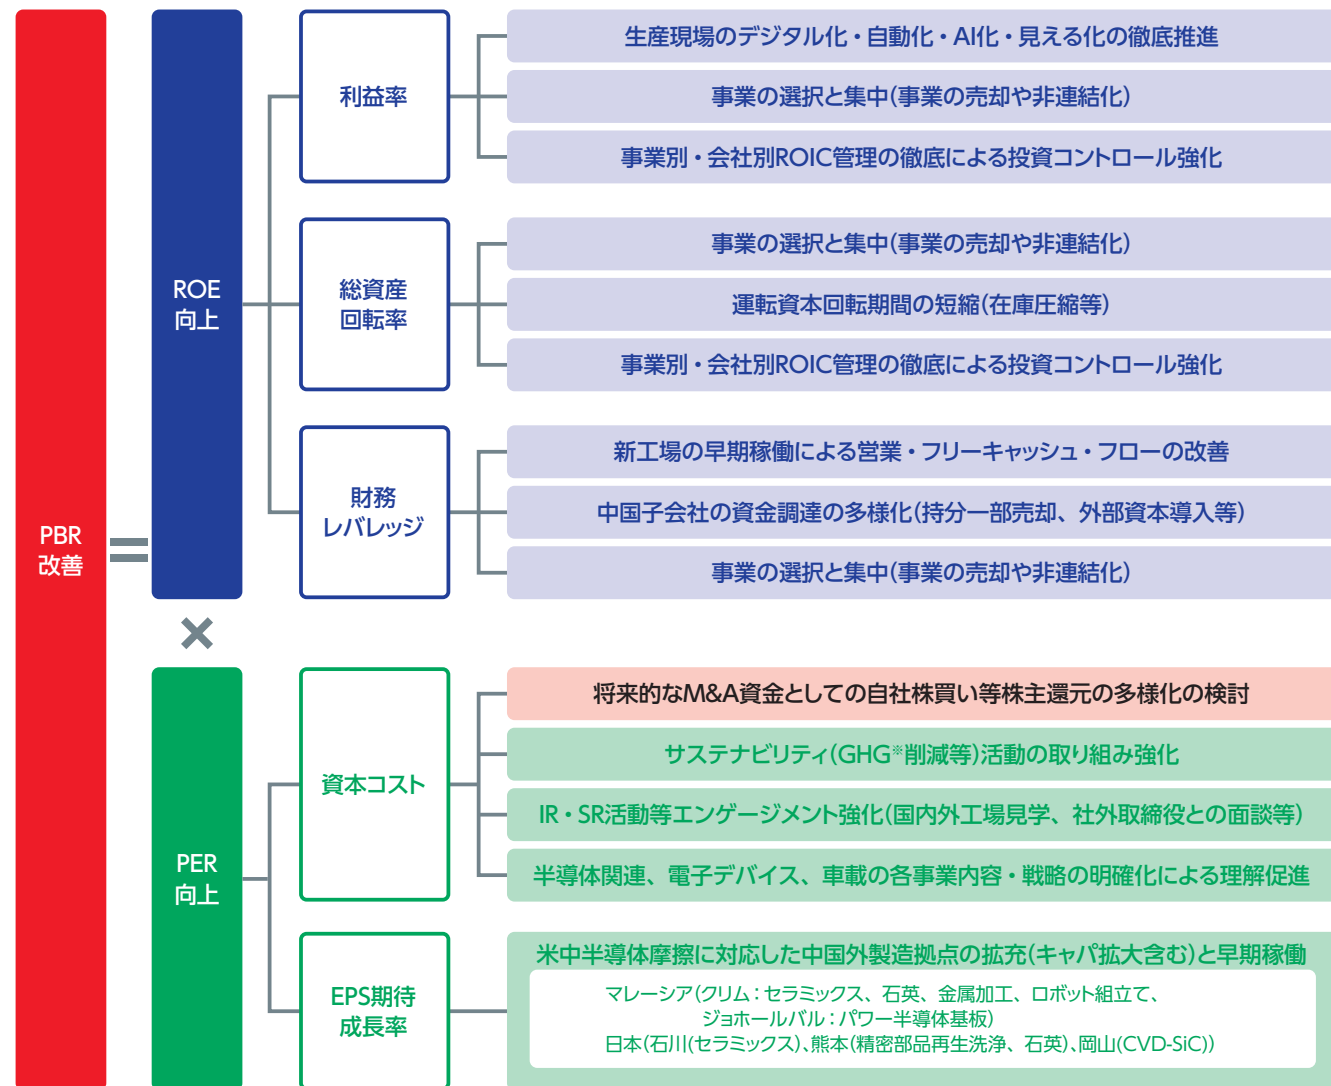 PBR
改善
ROE
向上
利益率
生産現場のデジタル化・自動化・AI化・見える化の徹底推進
事業の選択と集中(事業の売却や非連結化)
事業別・会社別ROIC管理の徹底による投資コントロール強化
総資産
回転率
事業の選択と集中(事業の売却や非連結化)
運転資本回転期間の短縮(在庫圧縮等)
事業別・会社別ROIC管理の徹底による投資コントロール強化
財務
レバレッジ
新工場の早期稼働による営業・フリーキャッシュ・フローの改善
中国子会社の資金調達の多様化(持分一部売却、外部資本導入等)
事業の選択と集中(事業の売却や非連結化)
PER
向上
資本コスト
将来的なM&A資金としての自社株買い等株主還元の多様化の検討
サステナビリティ(GHG※削減等)活動の取り組み強化
IR・SR活動等エンゲージメント強化(国内外工場見学、社外取締役との面談等)
半導体関連、電子デバイス、車載の各事業内容・戦略の明確化による理解促進
EPS期待
成長率
米中半導体摩擦に対応した中国外製造拠点の拡充(キャパ拡大含む)と早期稼働
マレーシア(クリム：セラミックス、石英、金属加工、ロボット組立て、
ジョホールバル：パワー半導体基板)
日本(石川(セラミックス)、熊本(精密部品再生洗浄、石英)、岡山(CVD-SiC))